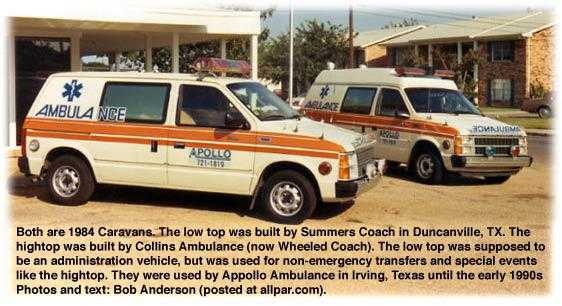 AMBULANCE
APOLLO
721-1819
AMBULANCE
AMBULANCE
APOLLO
Both are 1984 Caravans. The low top was built by Summers Coach in Duncanville, TX. The
hightop was built by Collins Ambulance (now Wheeled Coach). The low top was supposed to
be an administration vehicle, but was used for non-emergency transfers and special events
like the hightop. They were used by Appollo Ambulance in Irving, Texas until the early 1990s
Photos and text: Bob Anderson (posted at allpar.com).